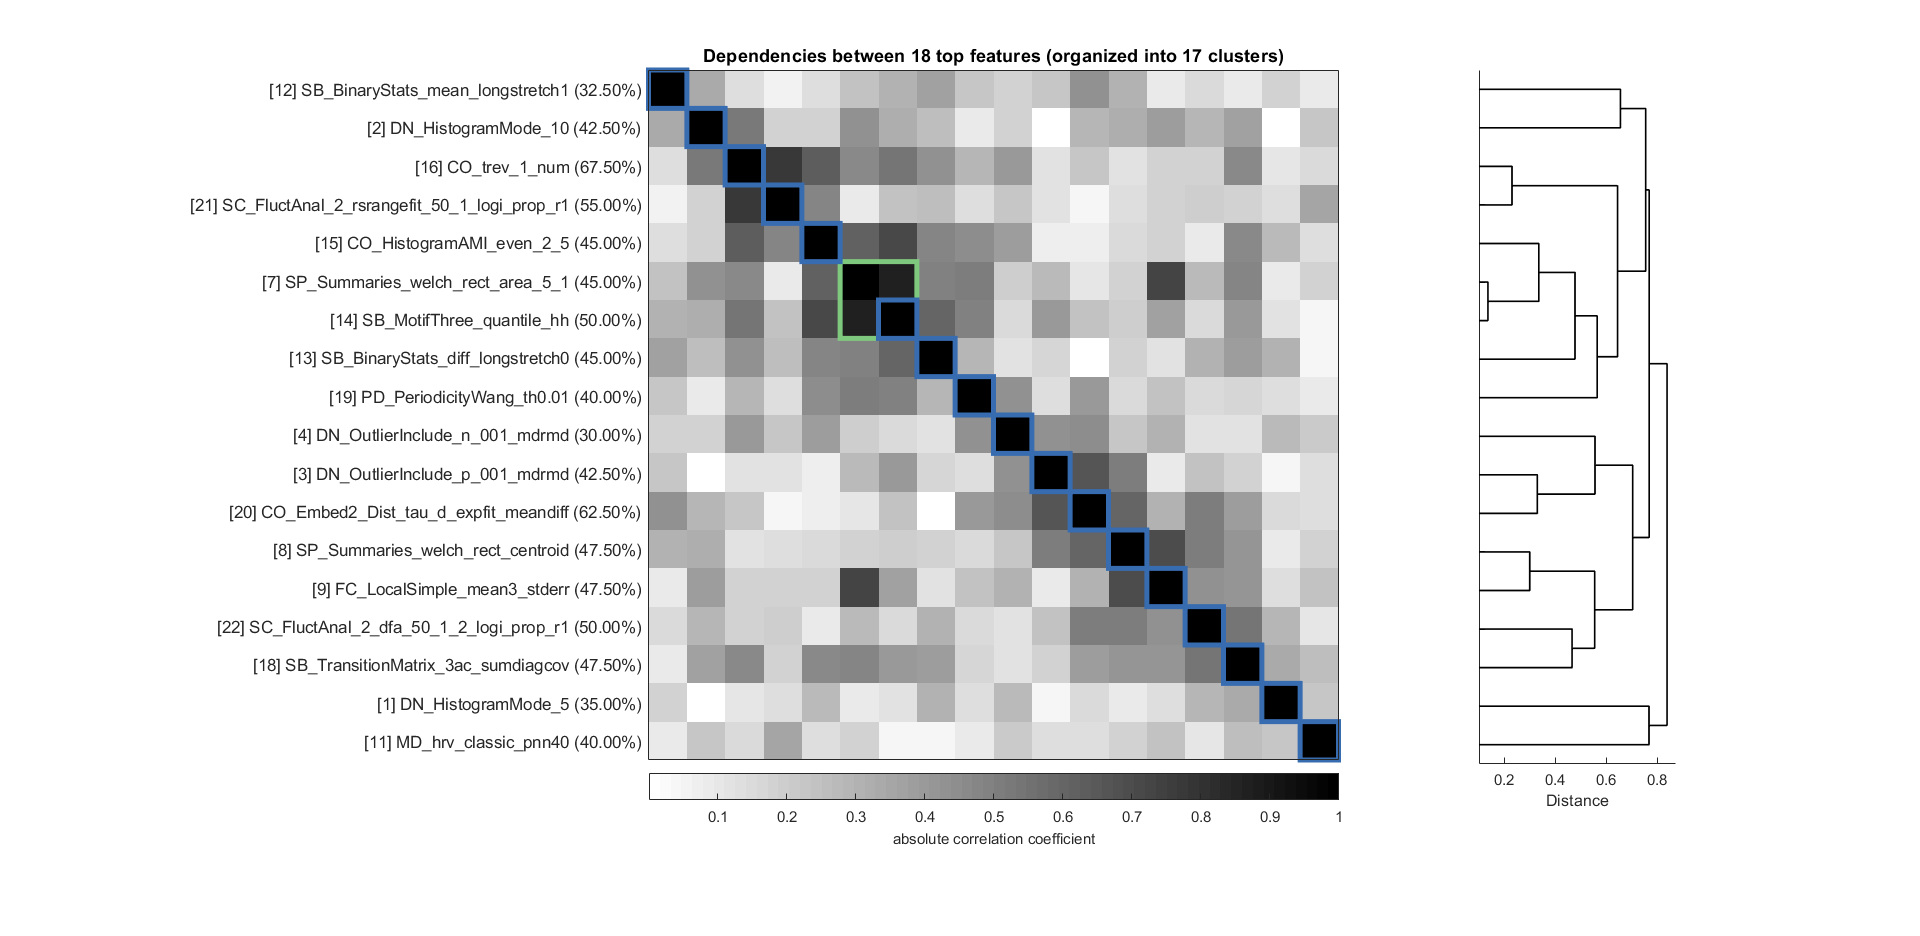 Dependencies between 18 top features (organized into 17 clusters)
[12] SB_BinaryStats_mean_longstretch1 (32.50%)
[2] DN_HistogramMode_10 (42.50%)
[16] CO_trev_1_num (67.50%)
[21] SC_FluctAnal_2_rsrangefit_50_1_logi_prop_r1 (55.00%)
[15] CO_HistogramAMI_even_2_5 (45.00%)
[7] SP_Summaries_welch_rect_area_5_1 (45.00%)
[14] SB_MotifThree_quantile_hh (50.00%)
[13] SB_BinaryStats_diff_longstretch0 (45.00%)
[19] PD_PeriodicityWang_th0.01 (40.00%)
[4] DN_OutlierInclude_n_001_mdrmd (30.00%)
[3] DN_OutlierInclude_p_001_mdrmd (42.50%)
[20] CO_Embed2_Dist_tau_d_expfit_meandiff (62.50%)
[8] SP_Summaries_welch_rect_centroid (47.50%)
[9] FC_LocalSimple_mean3_stderr (47.50%)
[22] SC_FluctAnal_2_dfa_50_1_2_logi_prop_r1 (50.00%)
[18] SB_TransitionMatrix_3ac_sumdiagcov (47.50%)
[1] DN_HistogramMode_5 (35.00%)
[11] MD_hrv_classic_pnn40 (40.00%)
0.1 0.2 0.3 0.4 0.5 0.6 0.7 0.8 0.9 1
absolute correlation coefficient
0.2 0.4 0.6 0.8
Distance